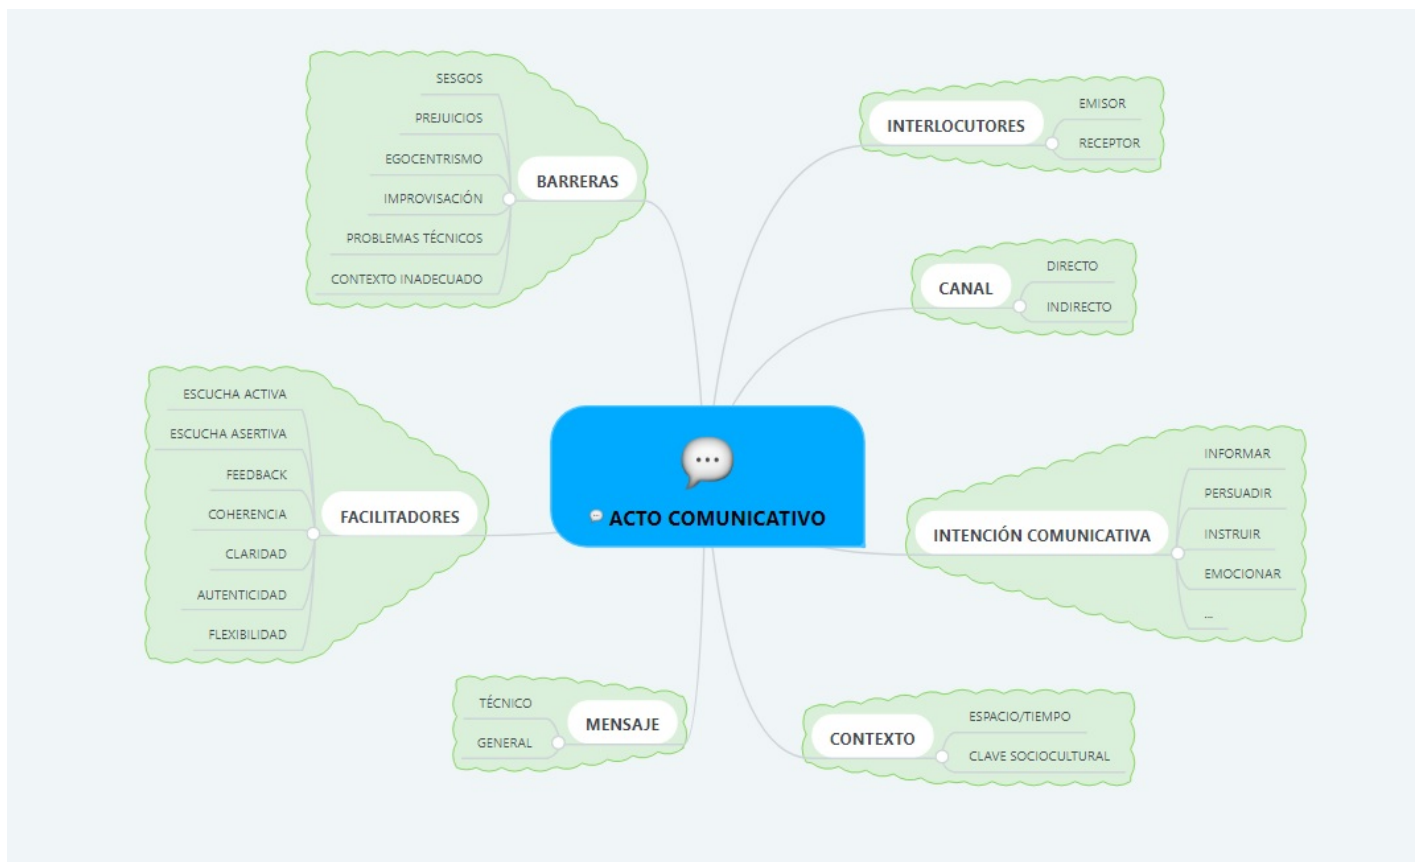 ACTO COMUNICATIVO
INTERLOCUTORES
EMISOR
RECEPTOR
CANAL
DIRECTO
INDIRECTO
INTENCIÓN COMUNICATIVA
INFORMAR
PERSUADIR
INSTRUIR
EMOCIONAR
...
CONTEXTO
ESPACIO/TIEMPO
CLAVE SOCIOCULTURAL
MENSAJE
TÉCNICO
GENERAL
FACILITADORES
ESCUCHA ACTIVA
ESCUCHA ASERTIVA
FEEDBACK
COHERENCIA
CLARIDAD
AUTENTICIDAD
FLEXIBILIDAD
BARRERAS
SESGOS
PREJUICIOS
EGOCENTRISMO
IMPROVISACIÓN
PROBLEMAS TÉCNICOS
CONTEXTO INADECUADO